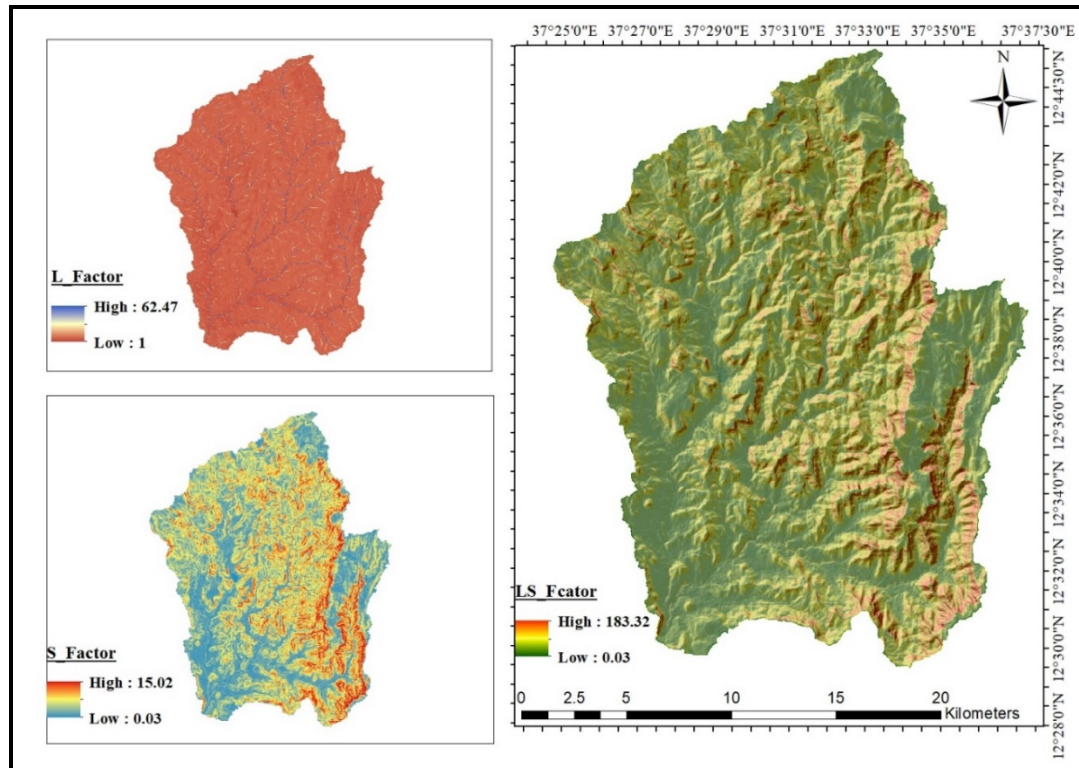 L_Factor
High : 62.47
Low : 1
S_Factor
High : 15.02
Low : 0.03
37°25'0"E 37°27'0"E 37°29'0"E 37°31'0"E 37°33'0"E 37°35'0"E 37°37'30"E
N
12°44'30"N
12°42'0"N
12°40'0"N
12°38'0"N
12°36'0"N
12°34'0"N
12°32'0"N
12°30'0"N
12°28'0"N
LS_Fcator
High : 183.32
Low : 0.03
0 2.5 5 10 15 20
Kilometers